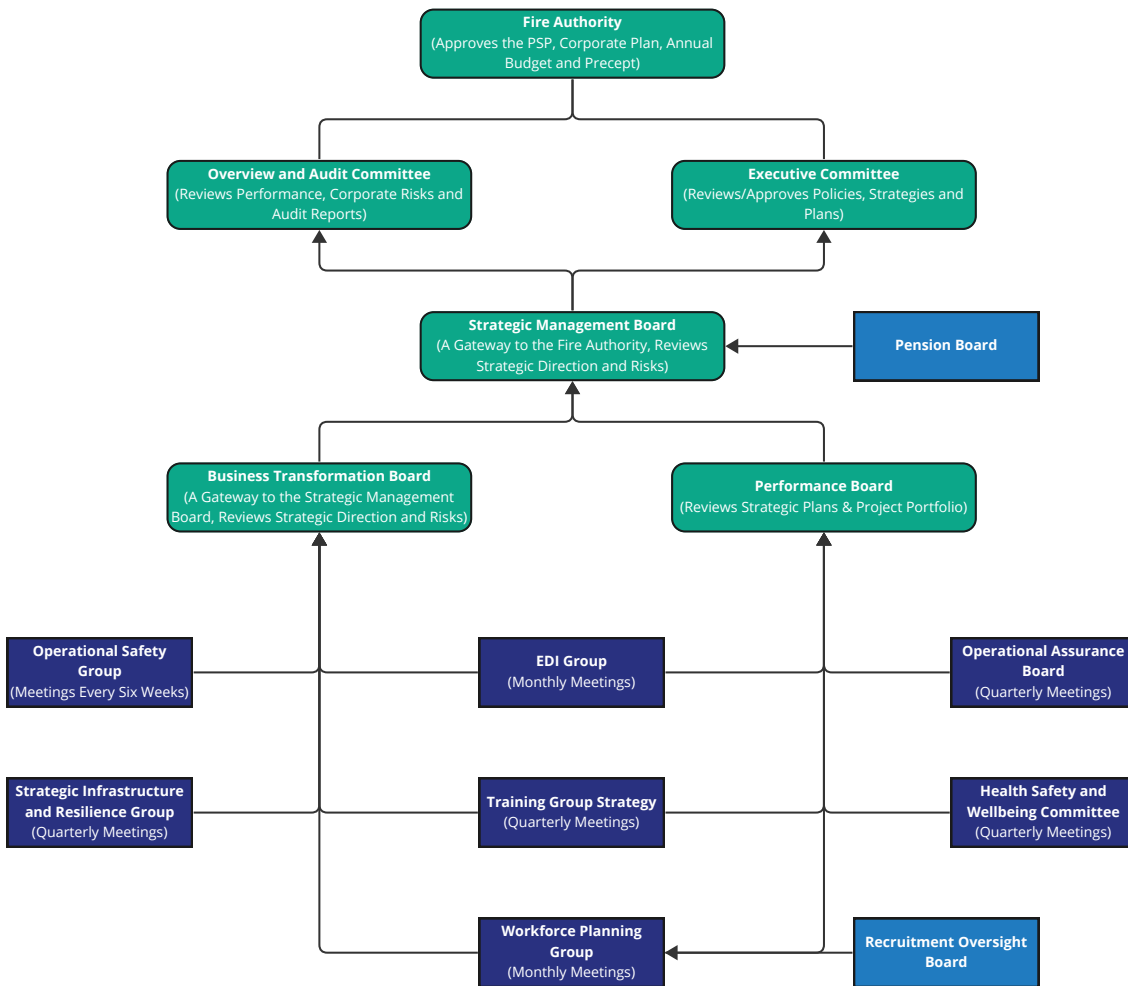 Fire Authority
(Approves the PSP, Corporate Plan, Annual
Budget and Precept)
Overview and Audit Committee
(Reviews Performance, Corporate Risks and
Audit Reports)
Executive Committee
(Reviews/Approves Policies, Strategies and
Plans)
Strategic Management Board
(A Gateway to the Fire Authority, Reviews
Strategic Direction and Risks)
Pension Board
Business Transformation Board
(A Gateway to the Strategic Management
Board, Reviews Strategic Direction and Risks)
Performance Board
(Reviews Strategic Plans & Project Portfolio)
Operational Safety
Group
(Meetings Every Six Weeks)
EDI Group
(Monthly Meetings)
Operational Assurance
Board
(Quarterly Meetings)
Strategic Infrastructure
and Resilience Group
(Quarterly Meetings)
Training Group Strategy
(Quarterly Meetings)
Health Safety and
Wellbeing Committee
(Quarterly Meetings)
Workforce Planning
Group
(Monthly Meetings)
Recruitment Oversight
Board